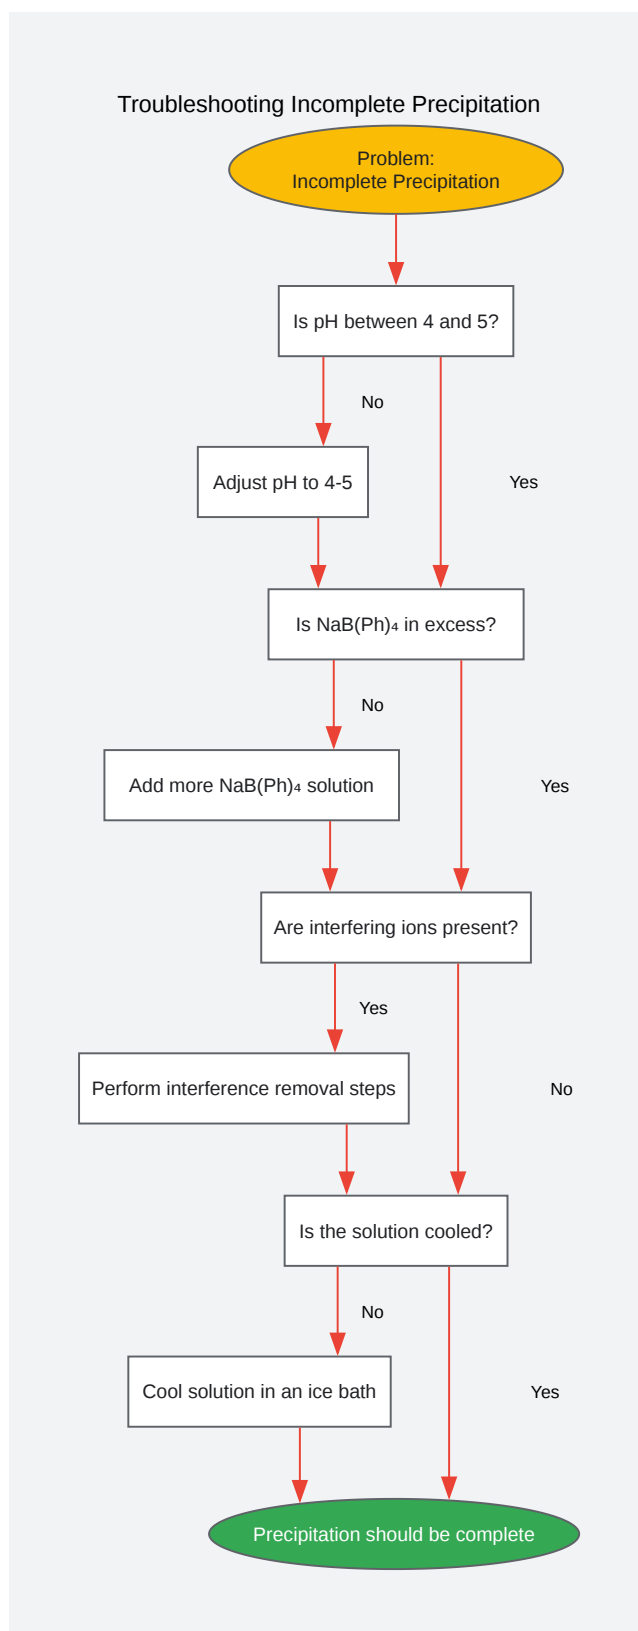 Troubleshooting Incomplete Precipitation
Problem:
Incomplete Precipitation
Is pH between 4 and 5?
No
Adjust pH to 4-5
Yes
Is NaB(Ph)₄ in excess?
No
Add more NaB(Ph)₄ solution
Yes
Are interfering ions present?
Yes
Perform interference removal steps
No
Is the solution cooled?
No
Cool solution in an ice bath
Yes
Precipitation should be complete